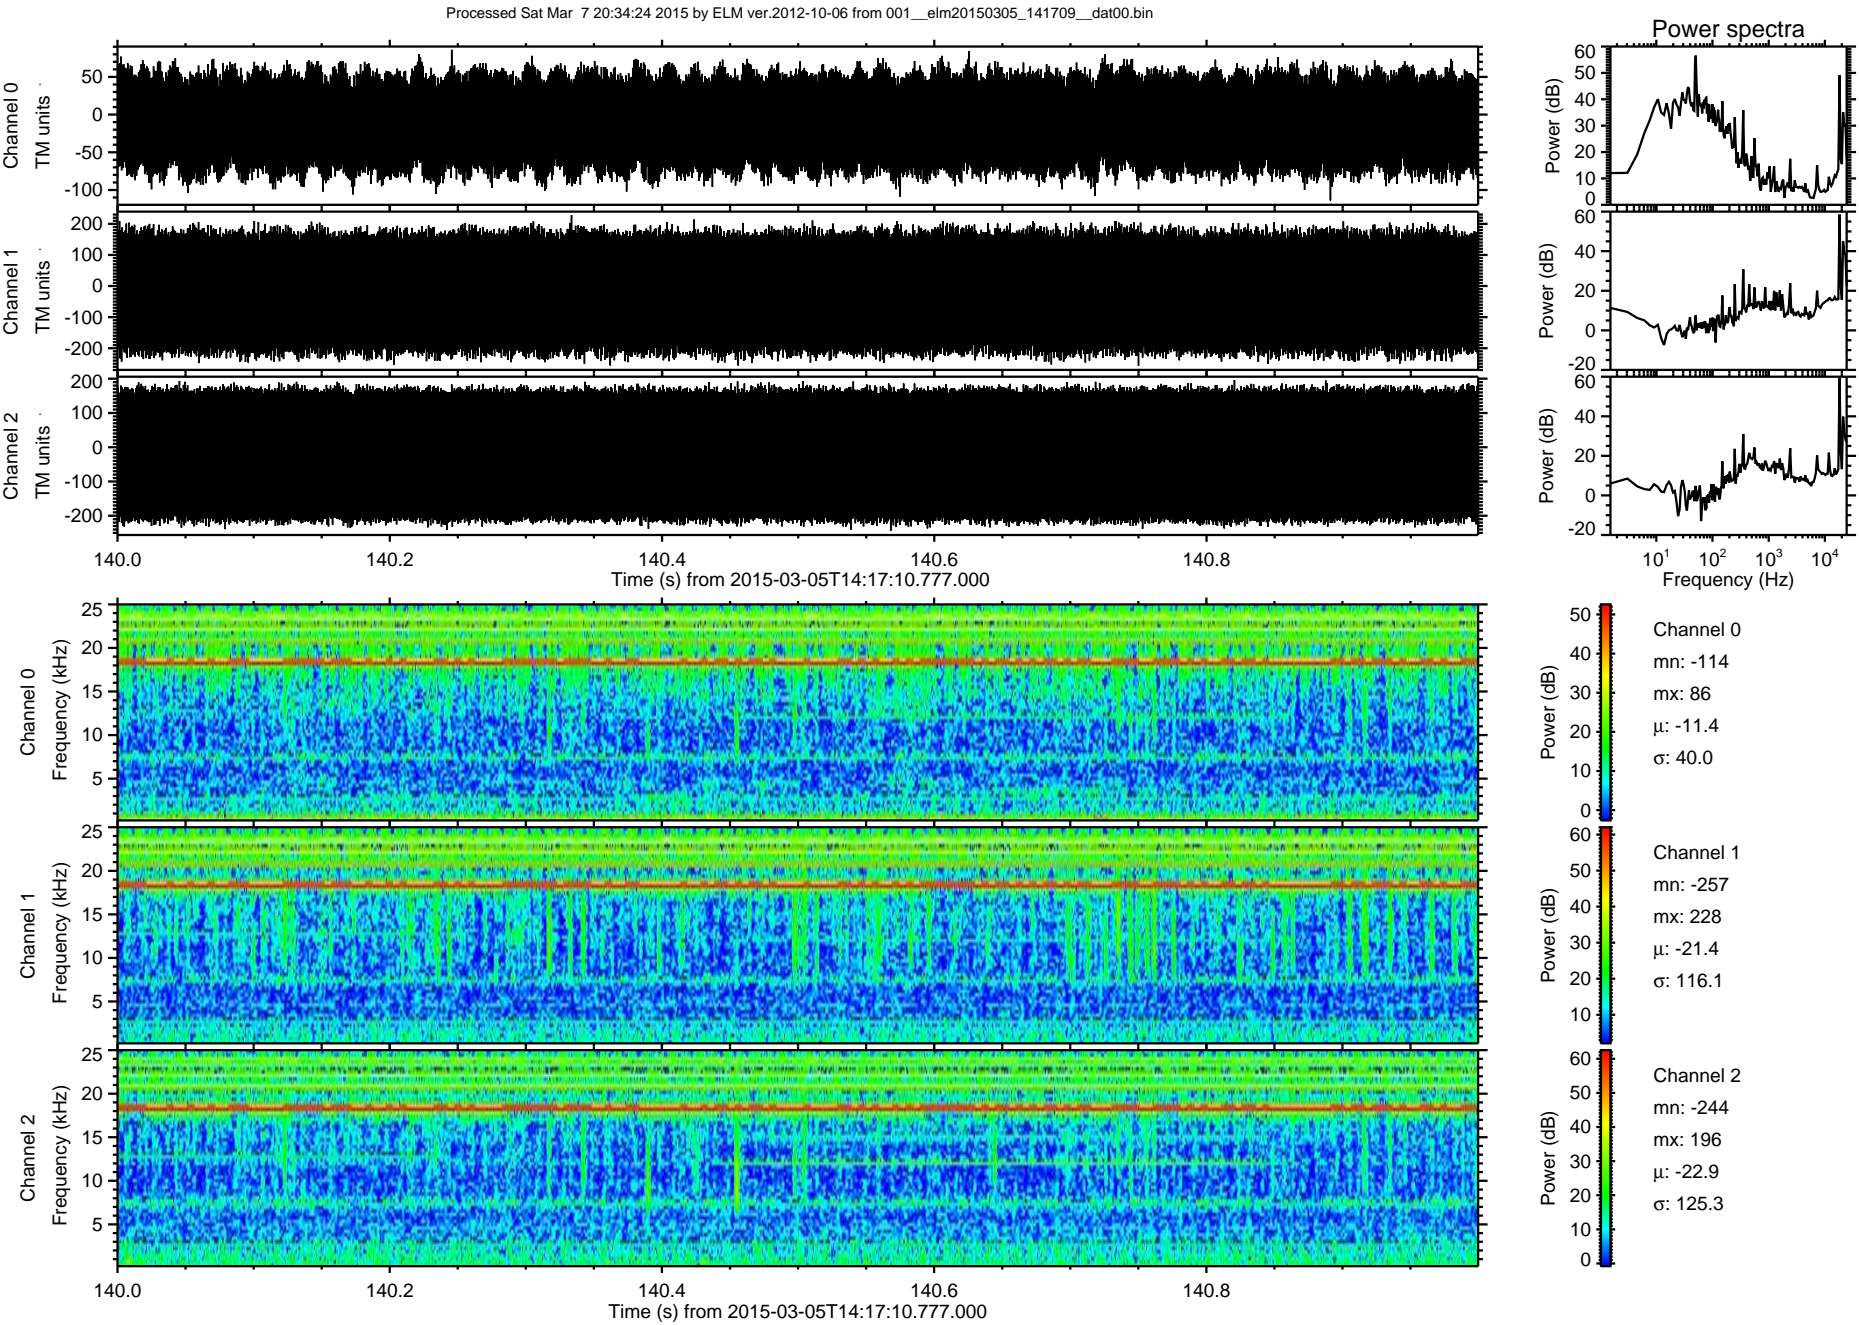 Processed Sat Mar  7 20:34:24 2015 by ELM ver.2012-10-06 from 001__elm20150305_141709__dat00.bin
Power spectra
Channel 0
TM units
50
0
-50
-100
Power (dB)
60
50
40
30
20
10
0
Channel 1
TM units
200
100
0
-100
-200
Power (dB)
60
40
20
0
-20
Channel 2
TM units
200
100
0
-100
-200
Power (dB)
60
40
20
0
-20
140.0 140.2 140.4 140.6 140.8
Time (s) from 2015-03-05T14:17:10.777.000
10¹ 10² 10³ 10⁴
Frequency (Hz)
Channel 0
Frequency (kHz)
25
20
15
10
5
Power (dB)
50
40
30
20
10
0
Channel 0
mn: -114
mx: 86
μ: -11.4
σ: 40.0
Channel 1
Frequency (kHz)
25
20
15
10
5
Power (dB)
60
50
40
30
20
10
Channel 1
mn: -257
mx: 228
μ: -21.4
σ: 116.1
Channel 2
Frequency (kHz)
25
20
15
10
5
Power (dB)
60
50
40
30
20
10
0
Channel 2
mn: -244
mx: 196
μ: -22.9
σ: 125.3
140.0 140.2 140.4 140.6 140.8
Time (s) from 2015-03-05T14:17:10.777.000